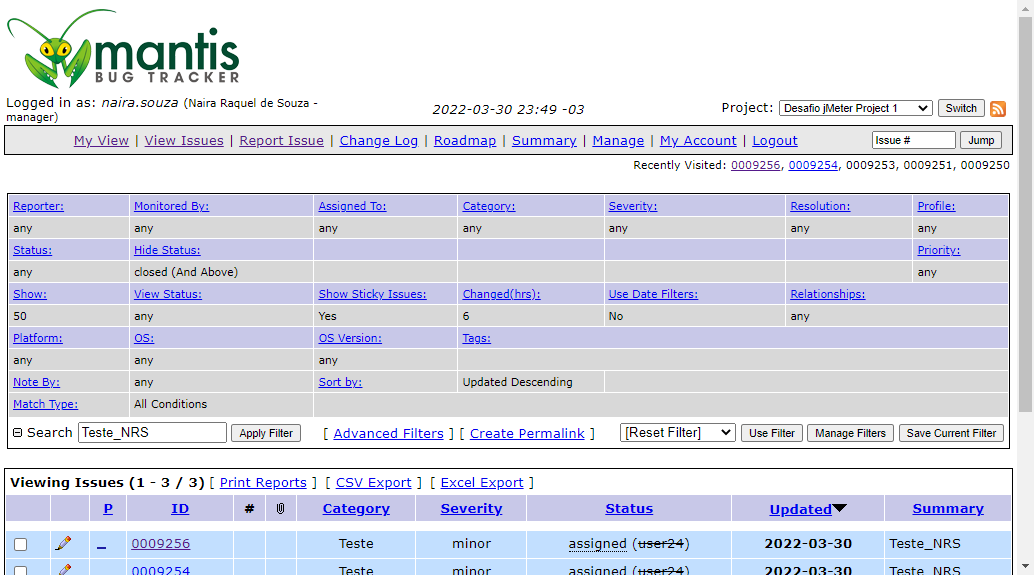 mantis
BUG TRACKER
Logged in as: naira.souza (Naira Raquel de Souza - manager)
2022-03-30 23:49 -03
Project: Desafio jMeter Project 1 Switch
My View | View Issues | Report Issue | Change Log | Roadmap | Summary | Manage | My Account | Logout
Issue # Jump
Recently Visited: 0009256, 0009254, 0009253, 0009251, 0009250
Reporter: Monitored By: Assigned To: Category: Severity: Resolution: Profile:
any any any any any any any
Status: Hide Status: Priority:
any closed (And Above) any
Show: View Status: Show Sticky Issues: Changed(hrs): Use Date Filters: Relationships:
50 any Yes 6 No any
Platform: OS: OS Version: Tags:
any any any
Note By: any Sort by: Updated Descending
Match Type: All Conditions
Search Teste_NRS Apply Filter [ Advanced Filters ] [ Create Permalink ] [Reset Filter] Use Filter Manage Filters Save Current Filter
Viewing Issues (1 - 3 / 3) [ Print Reports ] [ CSV Export ] [ Excel Export ]
P ID # Category Severity Status Updated Summary
0009256 Teste minor assigned (user24) 2022-03-30 Teste_NRS
0009254 Teste minor assigned (user24) 2022-03-30 Teste_NRS